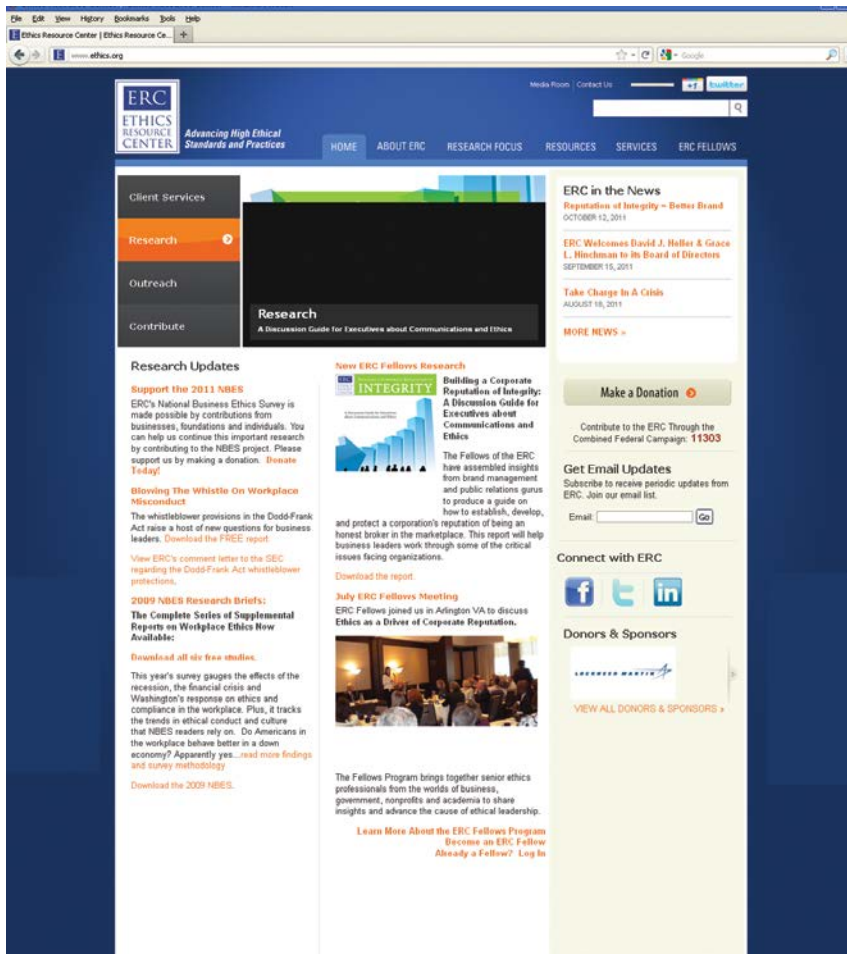 File Edit View History Bookmarks Tools Help
Ethics Resource Center | Ethics Resource Ce...
www.ethics.org
Google
Media Room | Contact Us
+1
twitter
ERC
ETHICS
RESOURCE
CENTER
Advancing High Ethical
Standards and Practices
HOME ABOUT ERC RESEARCH FOCUS RESOURCES SERVICES ERC FELLOWS
Client Services
Research
Outreach
Contribute
Research
A Discussion Guide for Executives about Communications and Ethics
Research Updates
Support the 2011 NBES
ERC's National Business Ethics Survey is
made possible by contributions from
businesses, foundations and individuals. You
can help us continue this important research
by contributing to the NBES project. Please
support us by making a donation. Donate
Today!
Blowing The Whistle On Workplace
Misconduct
The whistleblower provisions in the Dodd-Frank
Act raise a host of new questions for business
leaders. Download the FREE report
View ERC's comment letter to the SEC
regarding the Dodd-Frank Act whistleblower
protections.
2009 NBES Research Briefs:
The Complete Series of Supplemental
Reports on Workplace Ethics Now
Available:
Download all six free studies.
This year's survey gauges the effects of the
recession, the financial crisis and
Washington's response on ethics and
compliance in the workplace. Plus, it tracks
the trends in ethical conduct and culture
that NBES readers rely on. Do Americans in
the workplace behave better in a down
economy? Apparently yes...read more findings
and survey methodology
Download the 2009 NBES.
New ERC Fellows Research
INTEGRITY
Building a Corporate
Reputation of Integrity:
A Discussion Guide for
Executives about
Communications and
Ethics
The Fellows of the ERC
have assembled insights
from brand management
and public relations gurus
to produce a guide on
how to establish, develop,
and protect a corporation's reputation of being an
honest broker in the marketplace. This report will help
business leaders work through some of the critical
issues facing organizations.
Download the report.
July ERC Fellows Meeting
ERC Fellows joined us in Arlington VA to discuss
Ethics as a Driver of Corporate Reputation.
The Fellows Program brings together senior ethics
professionals from the worlds of business,
government, nonprofits and academia to share
insights and advance the cause of ethical leadership.
Learn More About the ERC Fellows Program
Become an ERC Fellow
Already a Fellow? Log In
ERC in the News
Reputation of Integrity = Better Brand
OCTOBER 12, 2011
ERC Welcomes David J. Heller & Grace
L. Hinchman to its Board of Directors
SEPTEMBER 15, 2011
Take Charge In A Crisis
AUGUST 18, 2011
MORE NEWS »
Make a Donation
Contribute to the ERC Through the
Combined Federal Campaign: 11303
Get Email Updates
Subscribe to receive periodic updates from
ERC. Join our email list.
Email: Go
Connect with ERC
Donors & Sponsors
LOCKHEED MARTIN
VIEW ALL DONORS & SPONSORS »